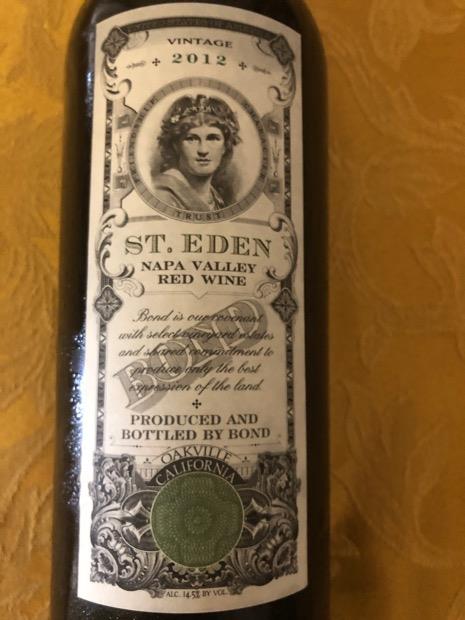 VINTAGE
2012
TRUST
ST. EDEN
NAPA VALLEY
RED WINE
BOND
Bond is our covenant
with select vineyard estates
and shared commitment to
produce only the best
expression of the land.
PRODUCED AND
BOTTLED BY BOND
OAKVILLE
CALIFORNIA
ALC. 14.5% BY VOL.